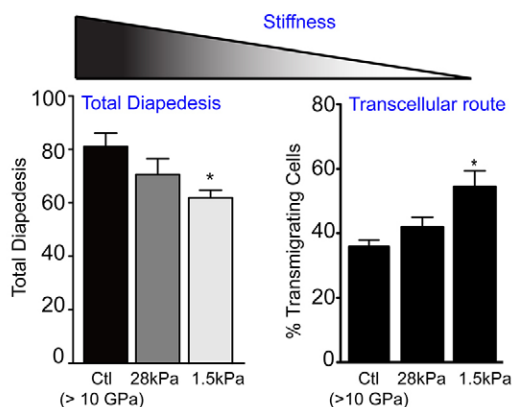 Stiffness
Total Diapedesis
Total Diapedesis
100
80
60
40
20
0
*
Ctl 28kPa 1.5kPa
(> 10 GPa)
Transcellular route
% Transmigrating Cells
80
60
40
20
0
*
Ctl 28kPa 1.5kPa
(>10 GPa)